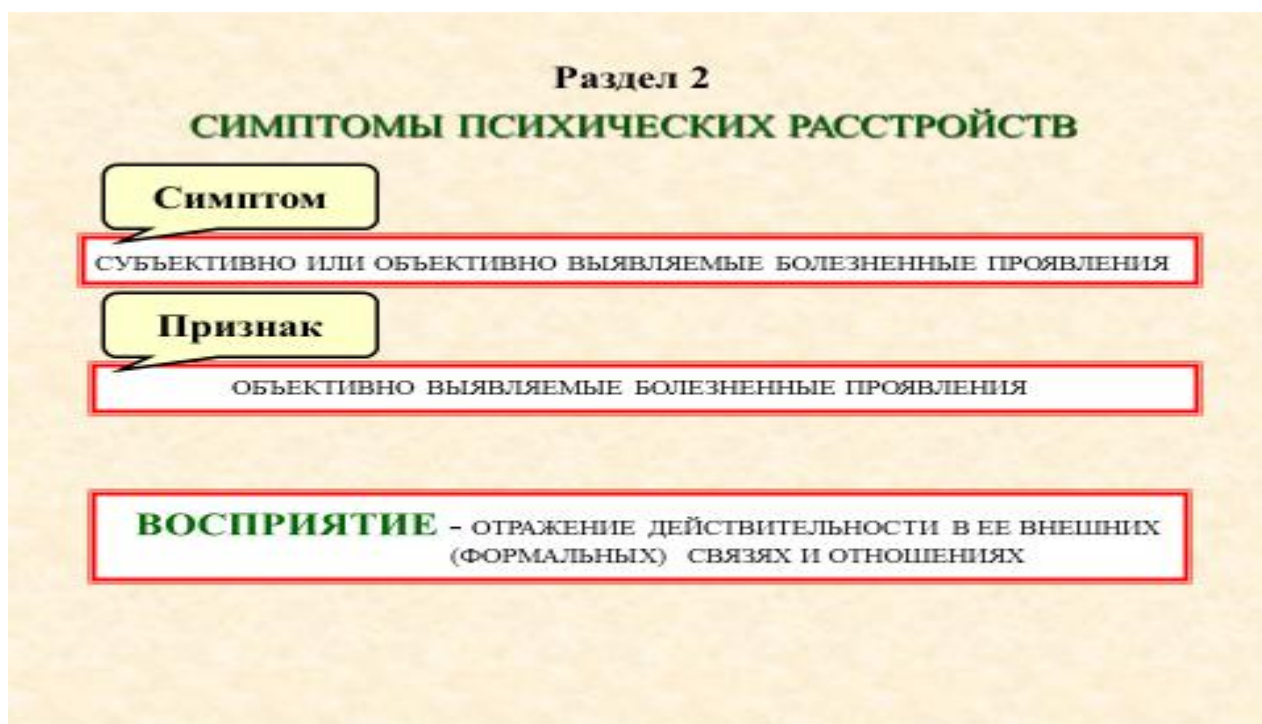 Раздел 2
СИМПТОМЫ ПСИХИЧЕСКИХ РАССТРОЙСТВ
Симптом
СУБЪЕКТИВНО ИЛИ ОБЪЕКТИВНО ВЫЯВЛЯЕМЫЕ БОЛЕЗНЕННЫЕ ПРОЯВЛЕНИЯ
Признак
ОБЪЕКТИВНО ВЫЯВЛЯЕМЫЕ БОЛЕЗНЕННЫЕ ПРОЯВЛЕНИЯ
ВОСПРИЯТИЕ - ОТРАЖЕНИЕ ДЕЙСТВИТЕЛЬНОСТИ В ЕЕ ВНЕШНИХ
(ФОРМАЛЬНЫХ) СВЯЗЯХ И ОТНОШЕНИЯХ